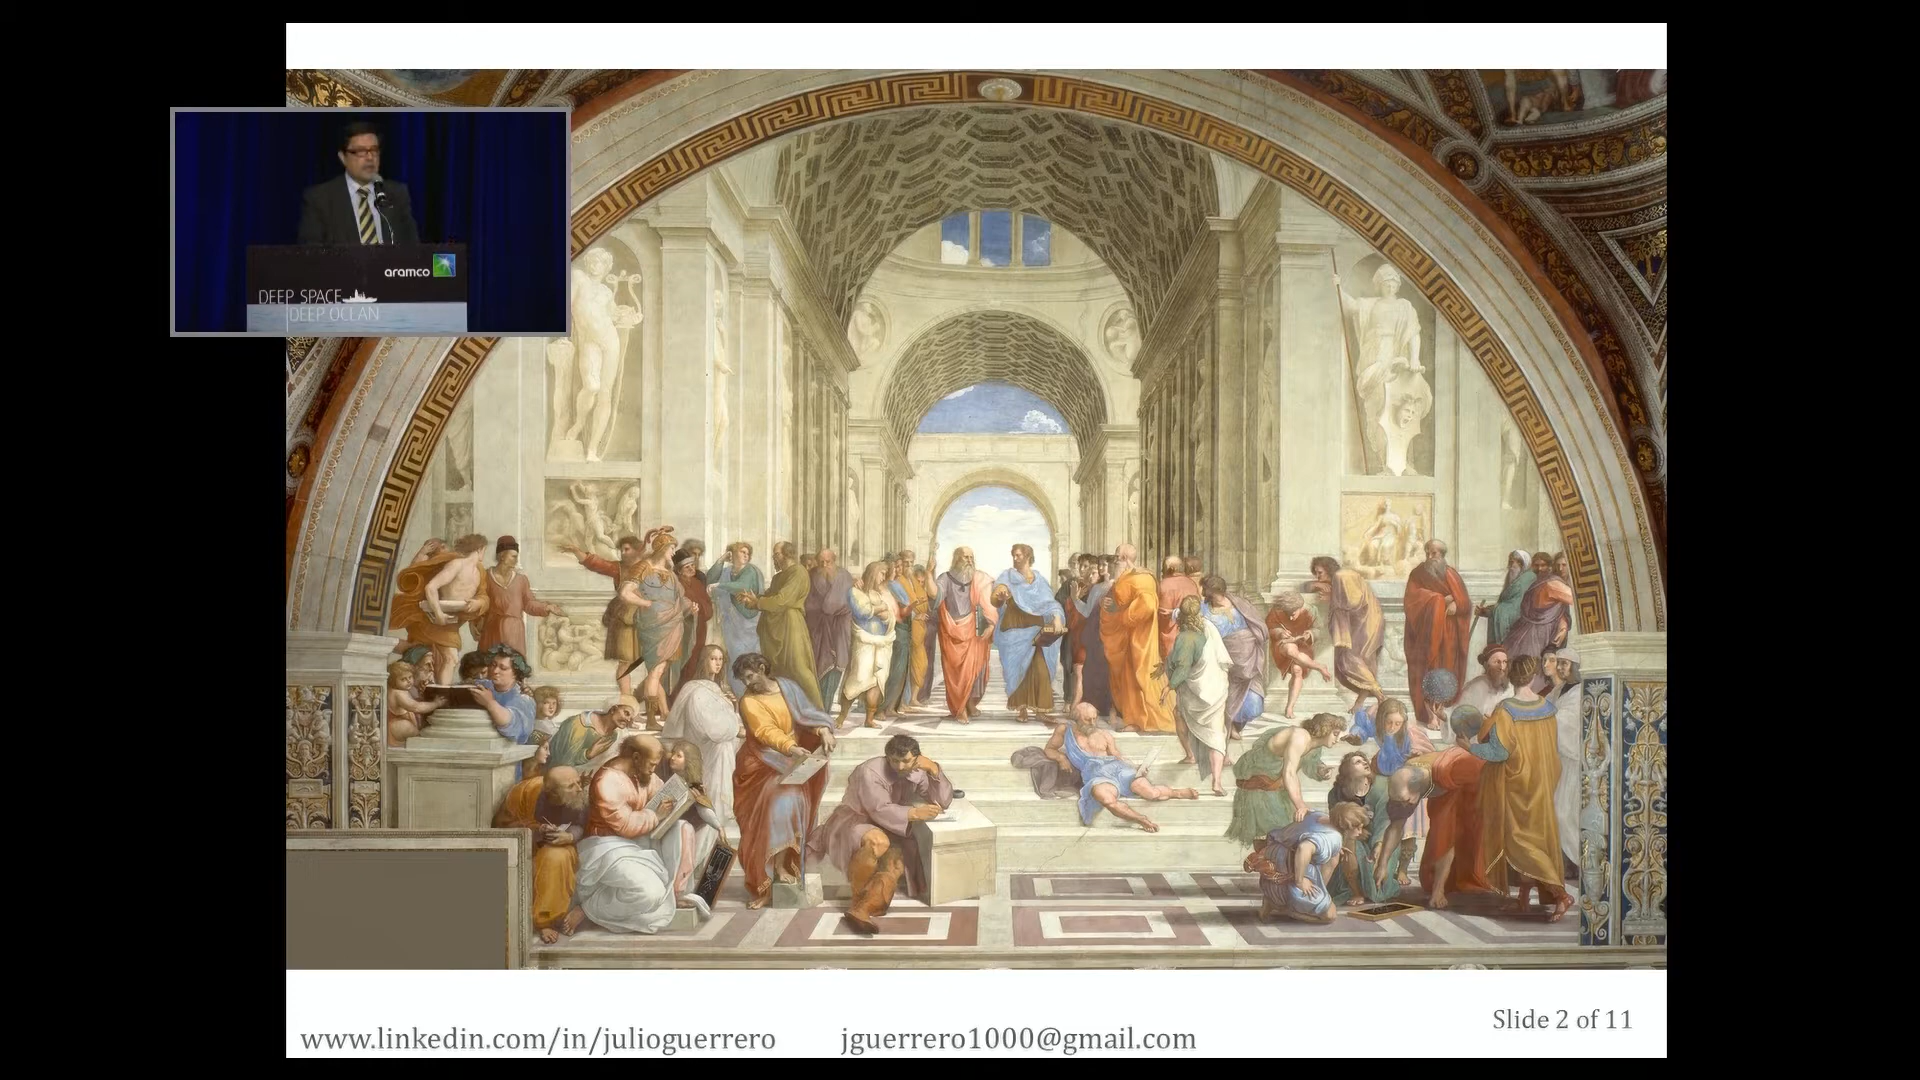 aramco
DEEP SPACE
DEEP OCEAN
www.linkedin.com/in/julioguerrero
jguerrero1000@gmail.com
Slide 2 of 11